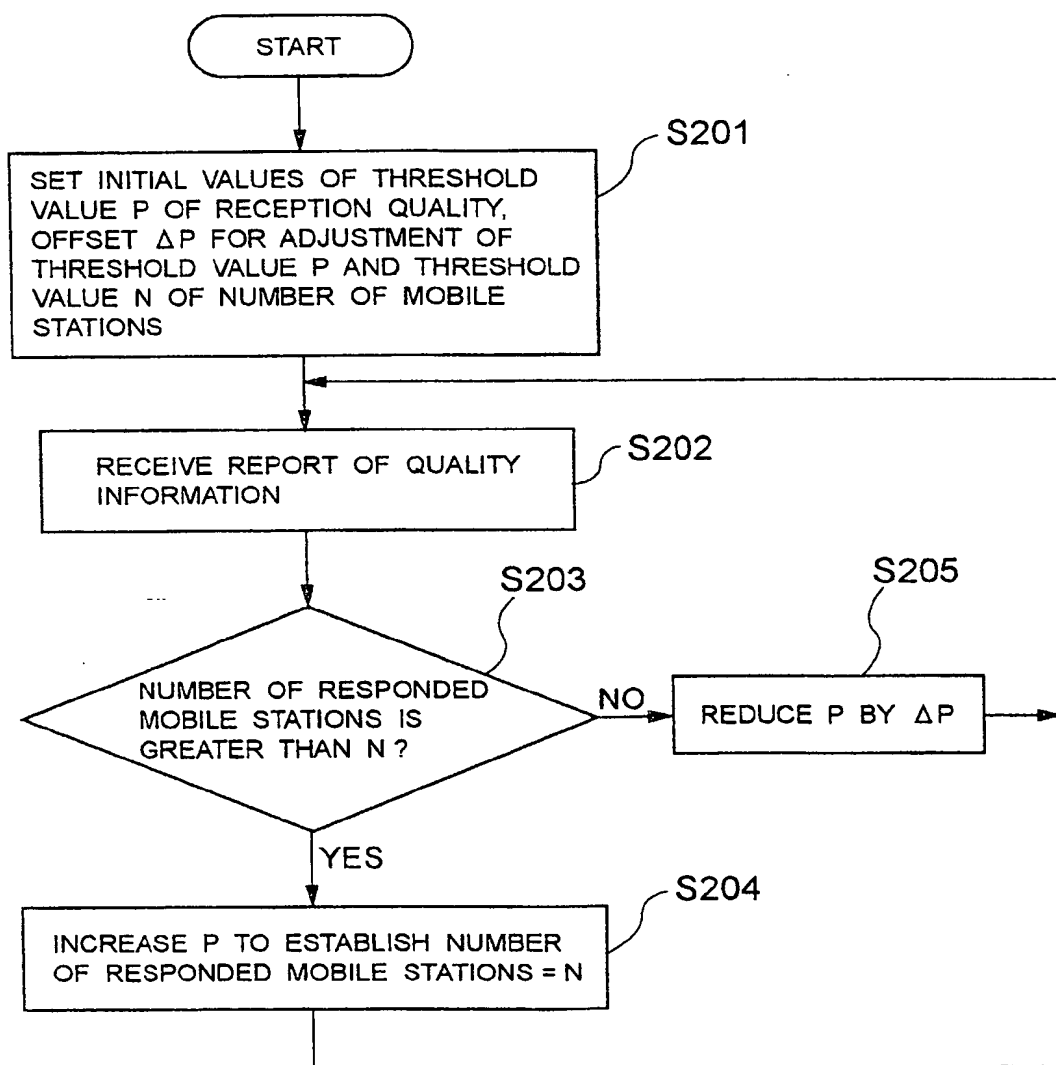 START
S201
SET INITIAL VALUES OF THRESHOLD
VALUE P OF RECEPTION QUALITY,
OFFSET ΔP FOR ADJUSTMENT OF
THRESHOLD VALUE P AND THRESHOLD
VALUE N OF NUMBER OF MOBILE
STATIONS
S202
RECEIVE REPORT OF QUALITY
INFORMATION
S203
S205
NUMBER OF RESPONDED
MOBILE STATIONS IS
GREATER THAN N ?
NO
REDUCE P BY ΔP
YES
S204
INCREASE P TO ESTABLISH NUMBER
OF RESPONDED MOBILE STATIONS = N